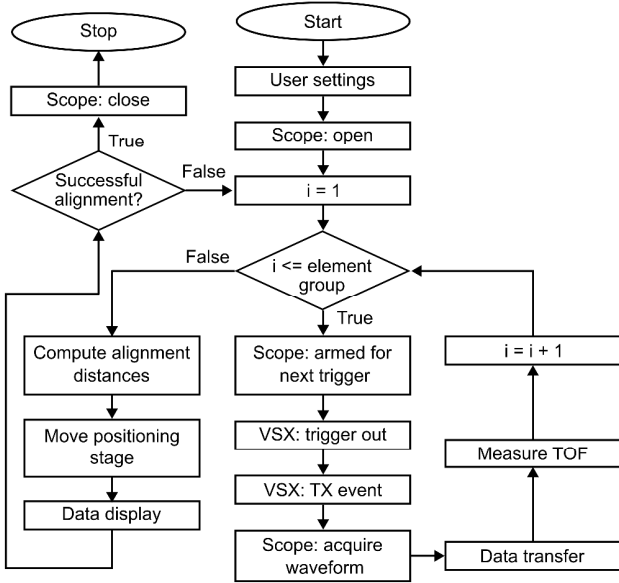 Stop
Start
Scope: close
User settings
True
Scope: open
Successful
alignment?
False
i = 1
False
i <= element
group
True
Compute alignment
distances
Scope: armed for
next trigger
i = i + 1
Move positioning
stage
VSX: trigger out
Measure TOF
VSX: TX event
Data display
Scope: acquire
waveform
Data transfer